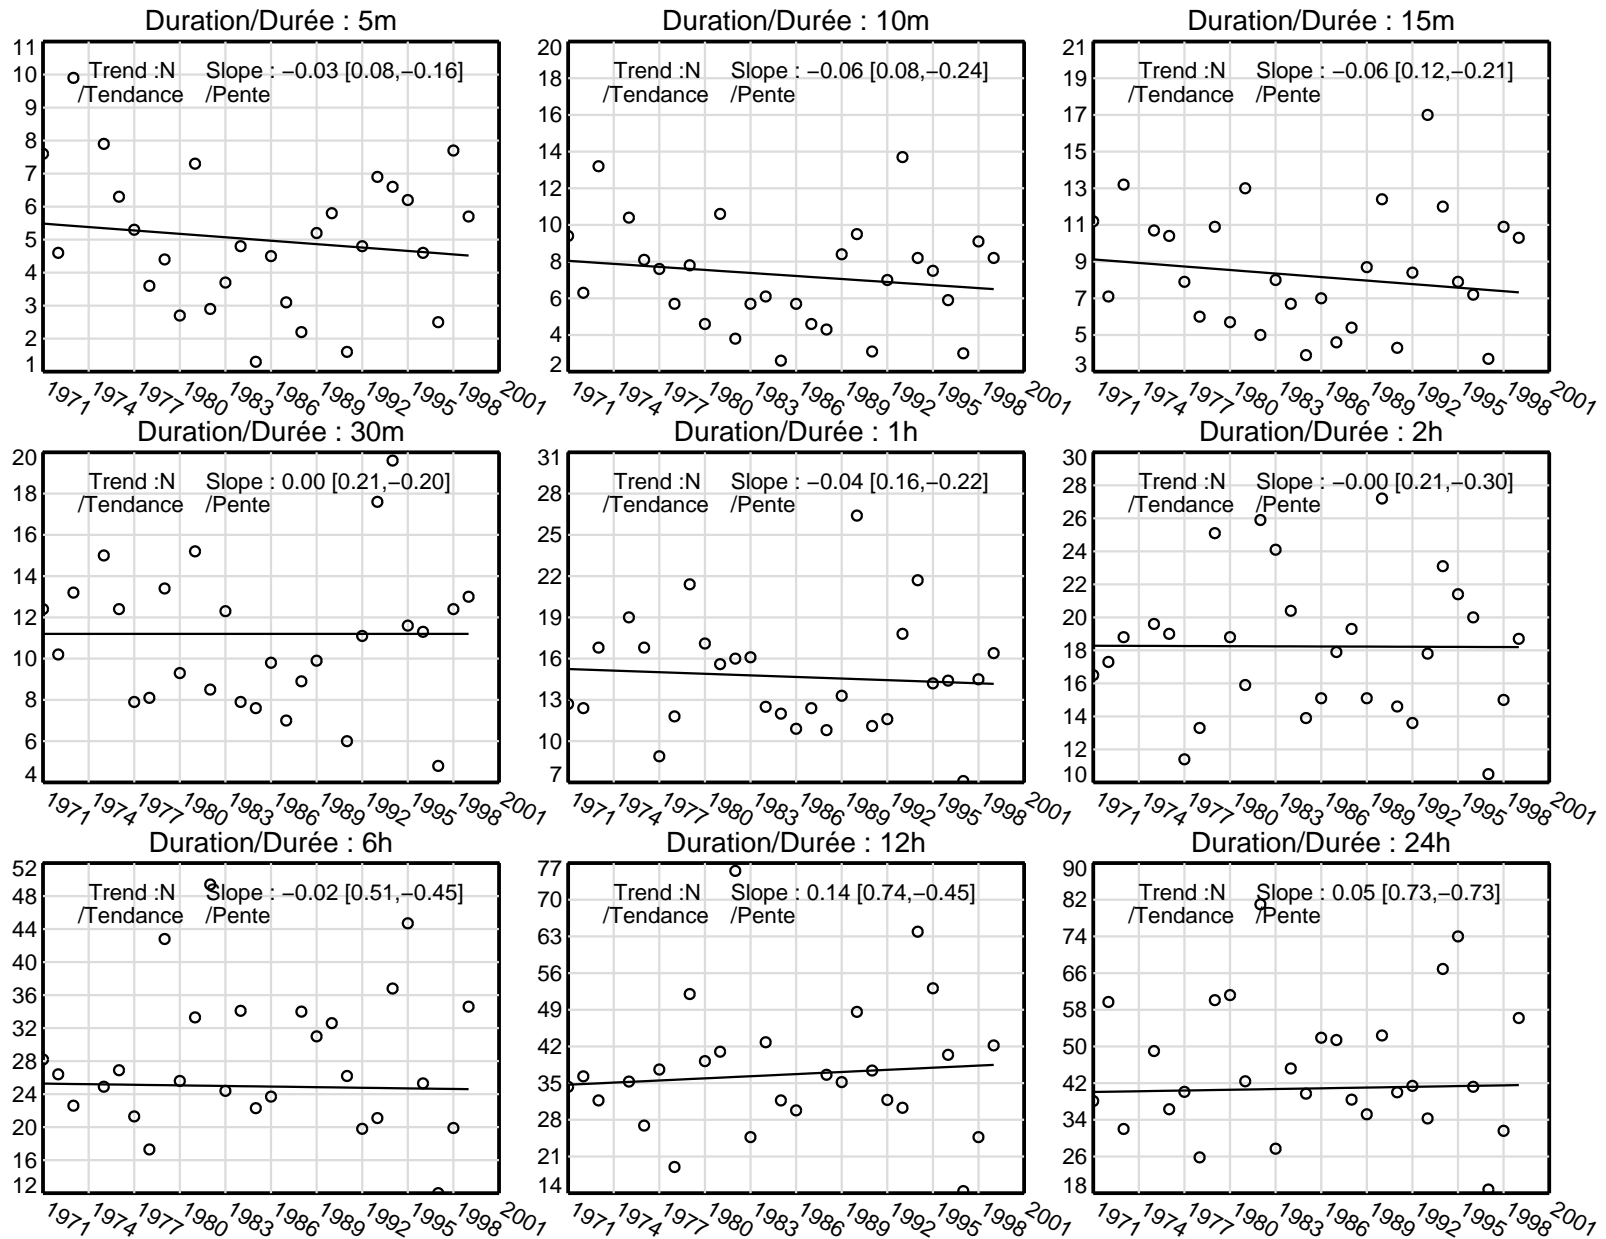 Duration/Durée : 5m
11
10
9
8
7
6
5
4
3
2
1
Trend :N Slope : −0.03 [0.08,−0.16]
/Tendance /Pente
1971 1974 1977 1980 1983 1986 1989 1992 1995 1998 2001
Duration/Durée : 10m
20
18
16
14
12
10
8
6
4
2
Trend :N Slope : −0.06 [0.08,−0.24]
/Tendance /Pente
1971 1974 1977 1980 1983 1986 1989 1992 1995 1998 2001
Duration/Durée : 15m
21
19
17
15
13
11
9
7
5
3
Trend :N Slope : −0.06 [0.12,−0.21]
/Tendance /Pente
1971 1974 1977 1980 1983 1986 1989 1992 1995 1998 2001
Duration/Durée : 30m
20
18
16
14
12
10
8
6
4
Trend :N Slope : 0.00 [0.21,−0.20]
/Tendance /Pente
1971 1974 1977 1980 1983 1986 1989 1992 1995 1998 2001
Duration/Durée : 1h
31
28
25
22
19
16
13
10
7
Trend :N Slope : −0.04 [0.16,−0.22]
/Tendance /Pente
1971 1974 1977 1980 1983 1986 1989 1992 1995 1998 2001
Duration/Durée : 2h
30
28
26
24
22
20
18
16
14
12
10
Trend :N Slope : −0.00 [0.21,−0.30]
/Tendance /Pente
1971 1974 1977 1980 1983 1986 1989 1992 1995 1998 2001
Duration/Durée : 6h
52
48
44
40
36
32
28
24
20
16
12
Trend :N Slope : −0.02 [0.51,−0.45]
/Tendance /Pente
1971 1974 1977 1980 1983 1986 1989 1992 1995 1998 2001
Duration/Durée : 12h
77
70
63
56
49
42
35
28
21
14
Trend :N Slope : 0.14 [0.74,−0.45]
/Tendance /Pente
1971 1974 1977 1980 1983 1986 1989 1992 1995 1998 2001
Duration/Durée : 24h
90
82
74
66
58
50
42
34
26
18
Trend :N Slope : 0.05 [0.73,−0.73]
/Tendance /Pente
1971 1974 1977 1980 1983 1986 1989 1992 1995 1998 2001